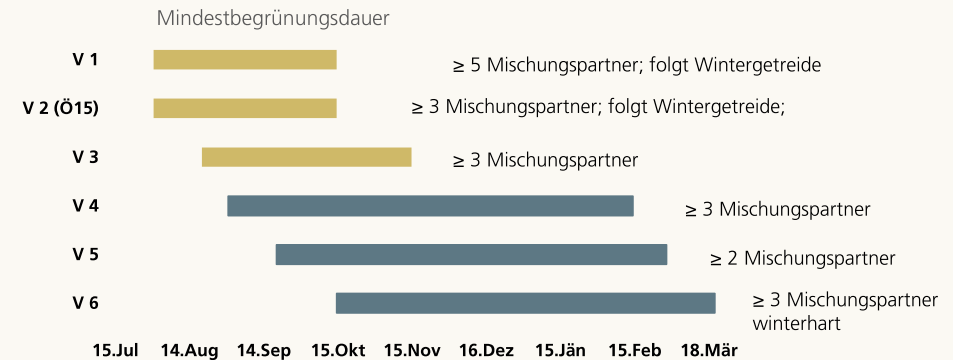 Mindestbegrünungsdauer
V 1
≥ 5 Mischungspartner; folgt Wintergetreide
V 2 (Ö15)
≥ 3 Mischungspartner; folgt Wintergetreide;
V 3
≥ 3 Mischungspartner
V 4
≥ 3 Mischungspartner
V 5
≥ 2 Mischungspartner
V 6
≥ 3 Mischungspartner
winterhart
15.Jul 14.Aug 14.Sep 15.Okt 15.Nov 16.Dez 15.Jän 15.Feb 18.Mär